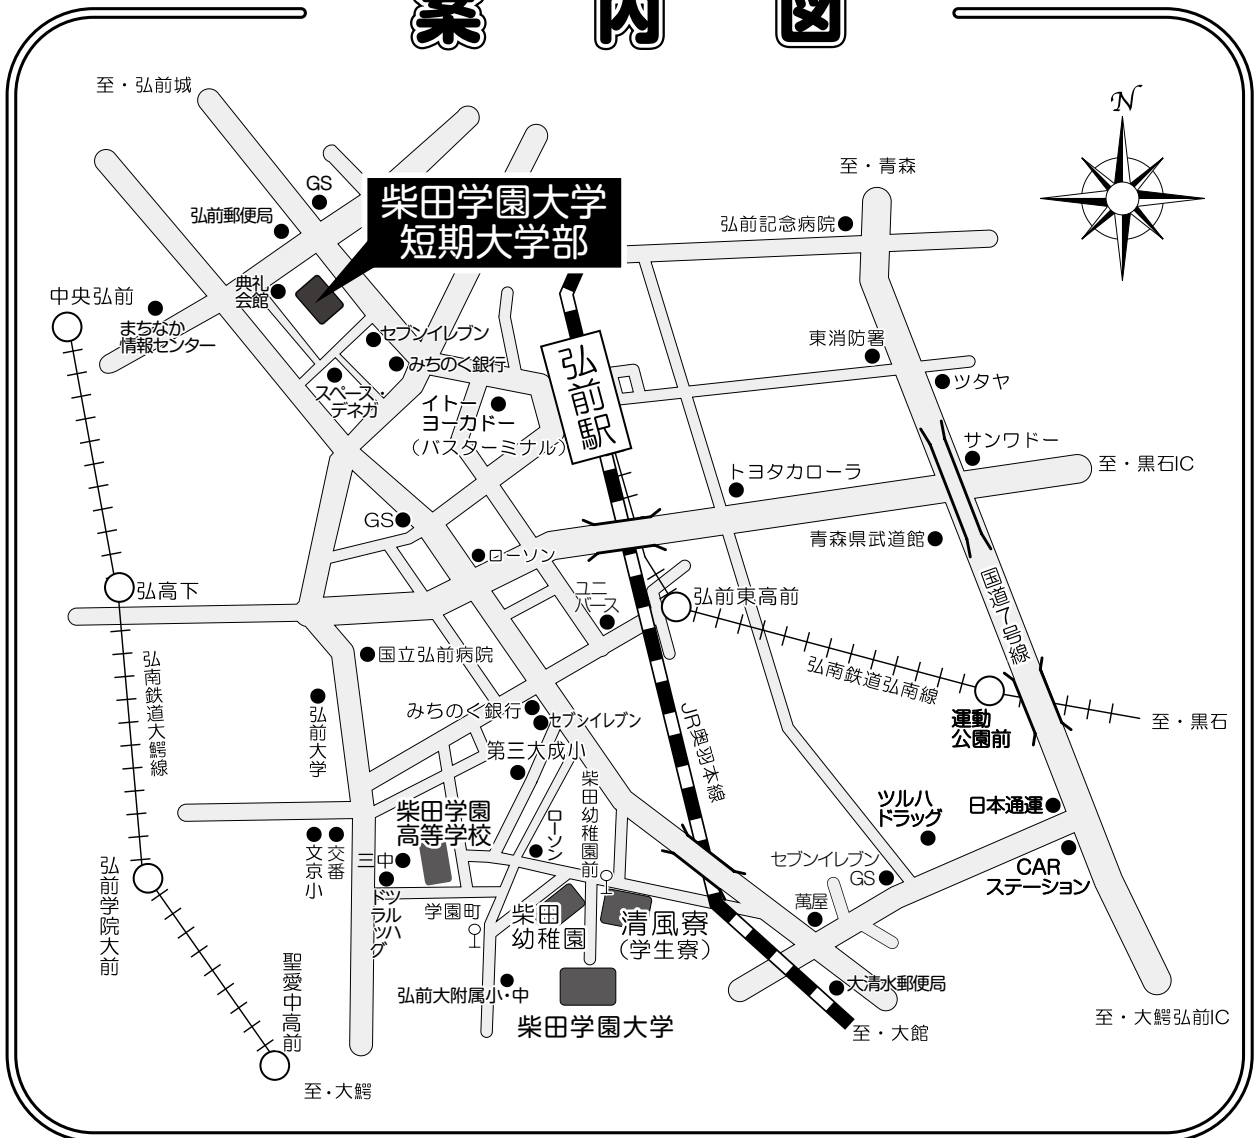 案内図
至・弘前城
N
至・青森
GS
弘前郵便局
柴田学園大学
短期大学部
弘前記念病院
典礼
会館
中央弘前
まちなか
情報センター
セブンイレブン
みちのく銀行
弘前駅
東消防署
ツタヤ
スペース・
デネガ
イトー
ヨーカドー
（バスターミナル）
サンワドー
至・黒石IC
トヨタカローラ
GS
青森県武道館
ローソン
弘高下
ユニ
バース
弘前東高前
国道7号線
国立弘前病院
弘南鉄道大鰐線
弘南鉄道弘南線
弘前大学
みちのく銀行
セブンイレブン
運動
公園前
至・黒石
JR奥羽本線
第三大成小
柴田幼稚園前
柴田学園
高等学校
ローソン
ツルハ
ドラッグ
日本通運
文京小
交番
三中
セブンイレブン
GS
CAR
ステーション
弘前学院大前
ツルハ
ドラッグ
学園町
柴田
幼稚園
清風寮
（学生寮）
萬屋
聖愛中高前
弘前大附属小・中
大清水郵便局
柴田学園大学
至・大館
至・大鰐弘前IC
至・大鰐